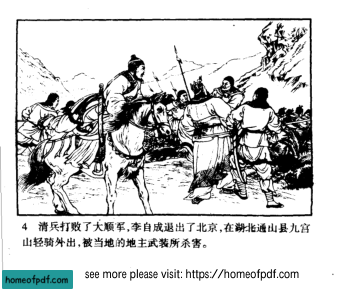 4 清兵打败了大顺军,李自成退出了北京,在湖北通山县九宫
山轻骑外出,被当地的地主武装所杀害。
homeofpdf.com
see more please visit: https://homeofpdf.com